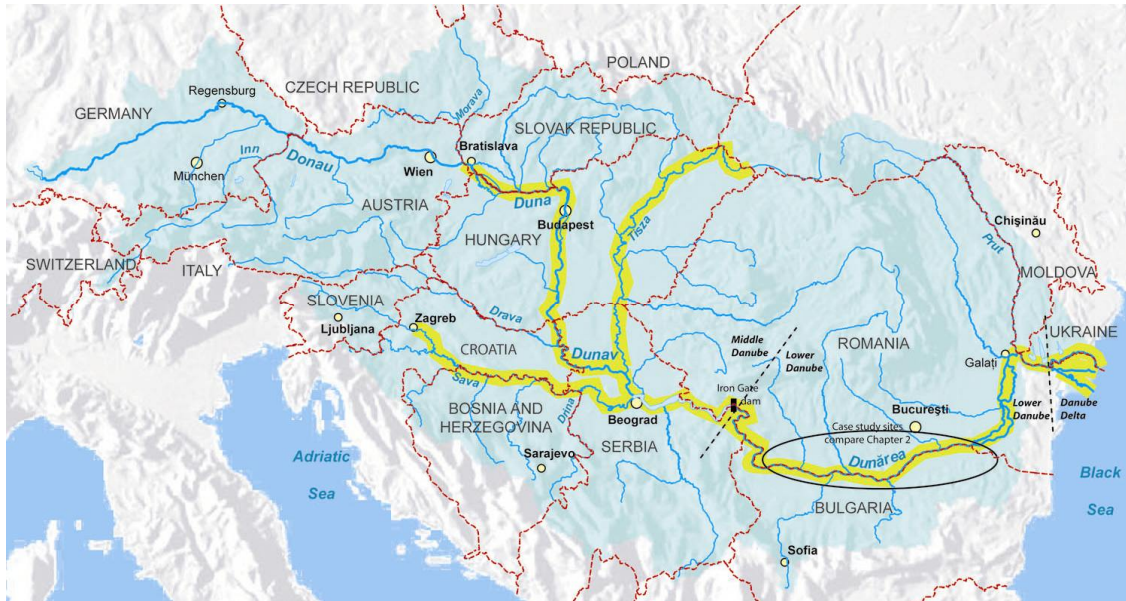 POLAND
CZECH REPUBLIC
Regensburg
GERMANY
Morava
SLOVAK REPUBLIC
Inn
Donau
Bratislava
Wien
München
Duna
AUSTRIA
Budapest
Tisza
Chișinău
HUNGARY
Prut
SWITZERLAND
ITALY
MOLDOVA
SLOVENIA
Drava
Zagreb
Ljubljana
UKRAINE
CROATIA
Dunav
Middle
Danube
Lower
Danube
ROMANIA
Galați
Sava
Iron Gate
dam
Lower
Danube
Danube
Delta
BOSNIA AND
HERZEGOVINA
Drina
Beograd
București
Case study sites
compare Chapter 2
SERBIA
Sarajevo
Dunărea
Adriatic
Sea
Black
Sea
BULGARIA
Sofia